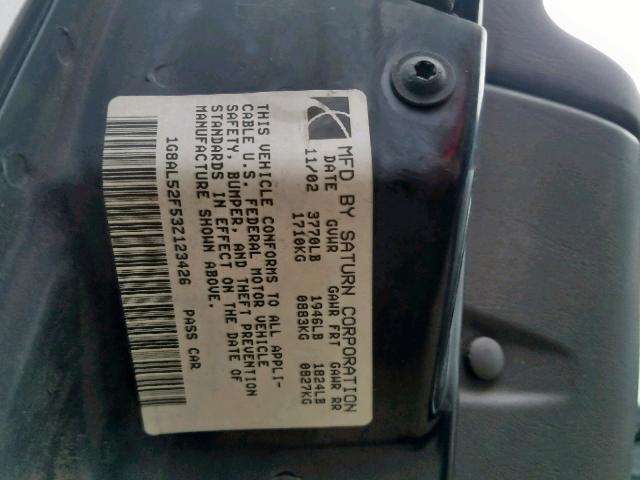 MFD BY SATURN CORPORATION
DATE GVWR GAWR FRT GAWR RR
11/02 3770LB 1946LB 1824LB
1710KG 0883KG 0827KG
THIS VEHICLE CONFORMS TO ALL APPLI-
CABLE U.S. FEDERAL MOTOR VEHICLE
SAFETY, BUMPER, AND THEFT PREVENTION
STANDARDS IN EFFECT ON THE DATE OF
MANUFACTURE SHOWN ABOVE.
1G8AL52F53Z123426 PASS CAR